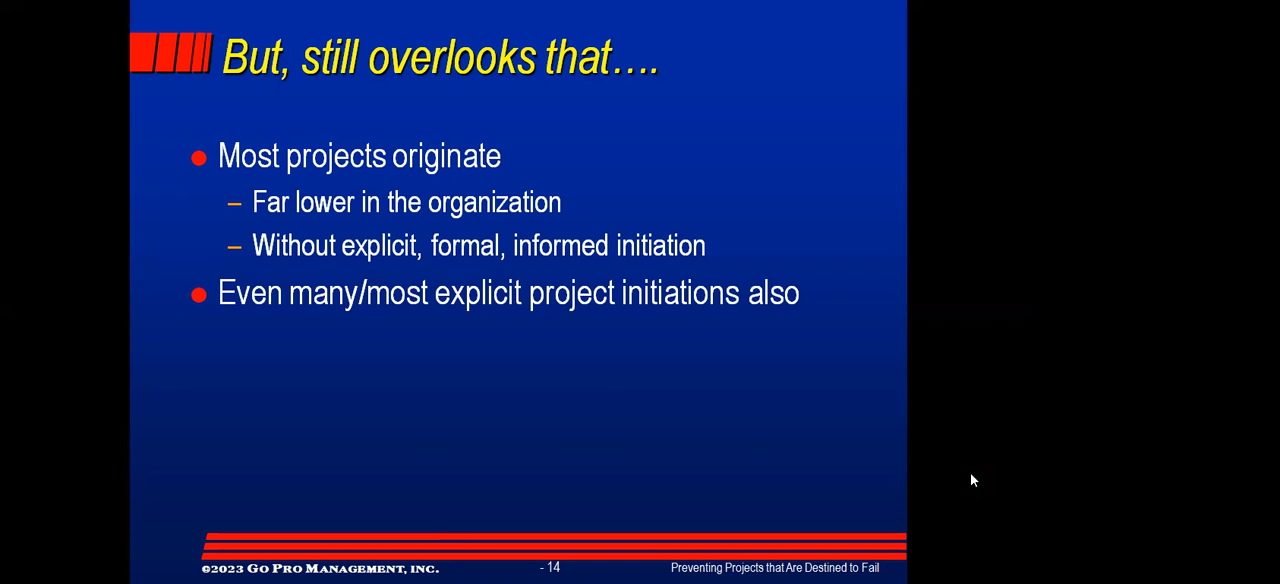 But, still overlooks that….
Most projects originate
– Far lower in the organization
– Without explicit, formal, informed initiation
Even many/most explicit project initiations also
©2023 GO PRO MANAGEMENT, INC.
- 14
Preventing Projects that Are Destined to Fail